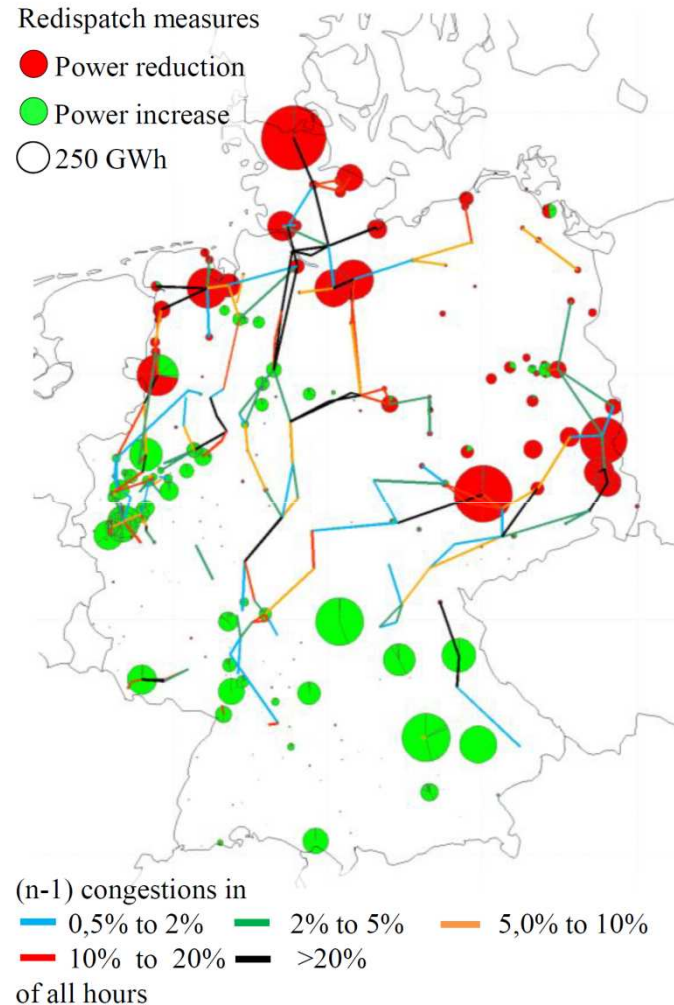 Redispatch measures
Power reduction
Power increase
250 GWh
(n-1) congestions in
0,5% to 2% 2% to 5% 5,0% to 10%
10% to 20% >20%
of all hours